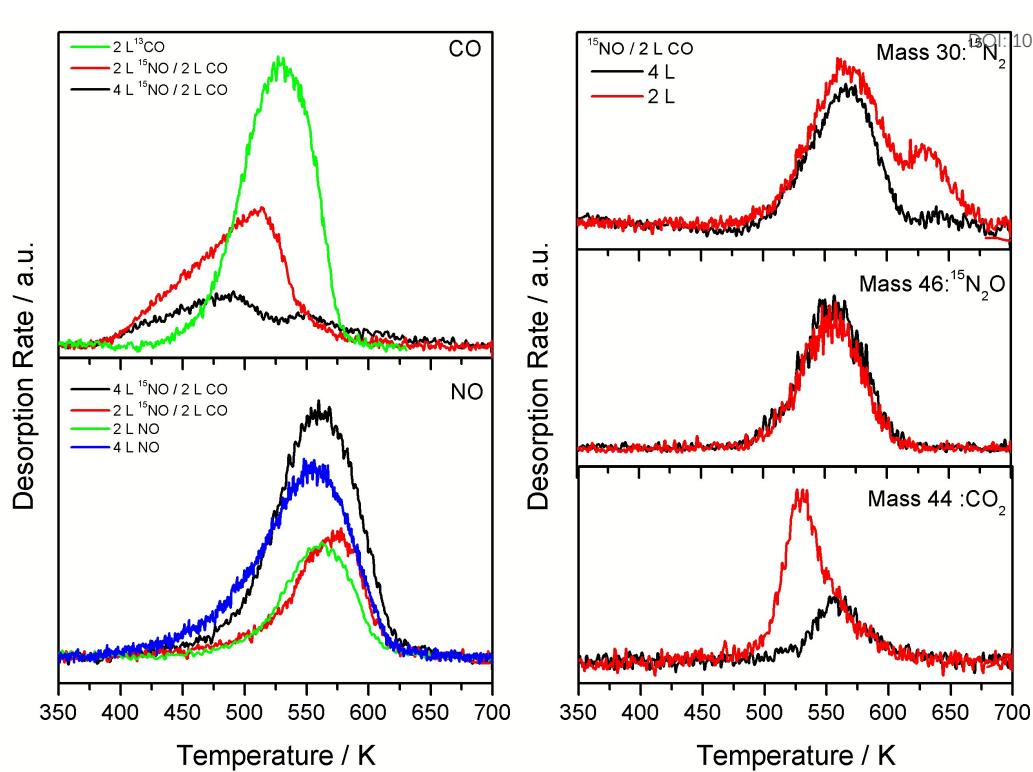 2 L ¹³CO
2 L ¹⁵NO / 2 L CO
4 L ¹⁵NO / 2 L CO
CO
Desorption Rate / a.u.
4 L ¹⁵NO / 2 L CO
2 L ¹⁵NO / 2 L CO
2 L NO
4 L NO
NO
350 400 450 500 550 600 650 700
Temperature / K
DOI: 10
¹⁵NO / 2 L CO
4 L
2 L
Mass 30: ¹⁵N₂
Desorption Rate / a.u.
Mass 46: ¹⁵N₂O
Mass 44 :CO₂
350 400 450 500 550 600 650 700
Temperature / K